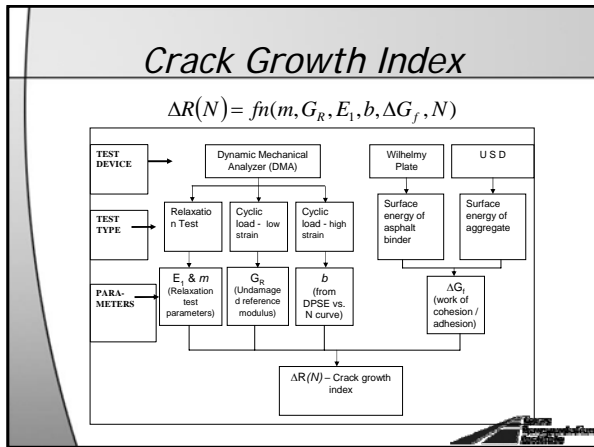 Crack Growth Index
ΔR(N) = fn(m, G_R, E_1, b, ΔG_f, N)
TEST
DEVICE
Dynamic Mechanical
Analyzer (DMA)
Wilhelmy
Plate
U S D
TEST
TYPE
Relaxatio
n Test
Cyclic
load - low
strain
Cyclic
load - high
strain
Surface
energy of
asphalt
binder
Surface
energy of
aggregate
PARA-
METERS
E_1 & m
(Relaxation
test
parameters)
G_R
(Undamage
d reference
modulus)
b
(from
DPSE vs.
N curve)
ΔG_f
(work of
cohesion /
adhesion)
ΔR(N) – Crack growth
index
Texas
Transportation
Institute